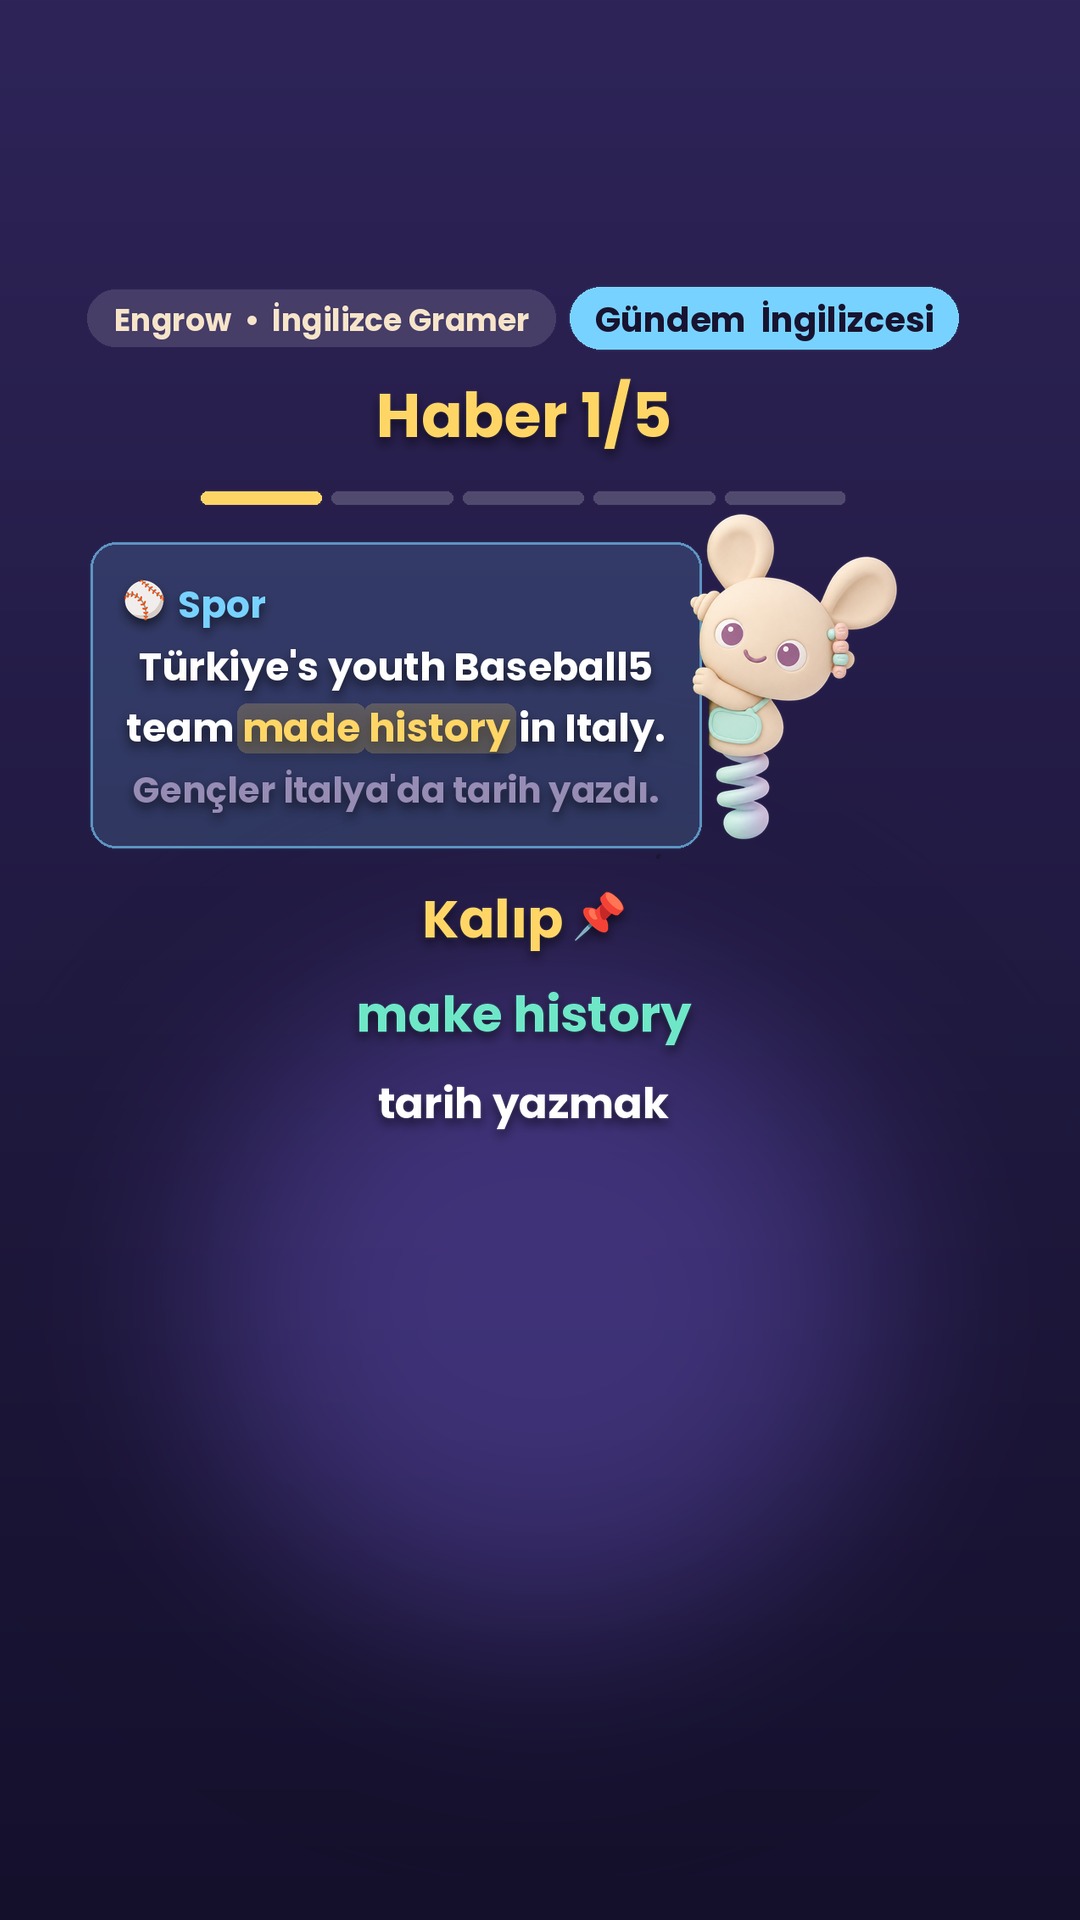 Engrow • İngilizce Gramer
Gündem İngilizcesi
Haber 1/5
Spor
Türkiye's youth Baseball5
team made history in Italy.
Gençler İtalya'da tarih yazdı.
Kalıp
make history
tarih yazmak